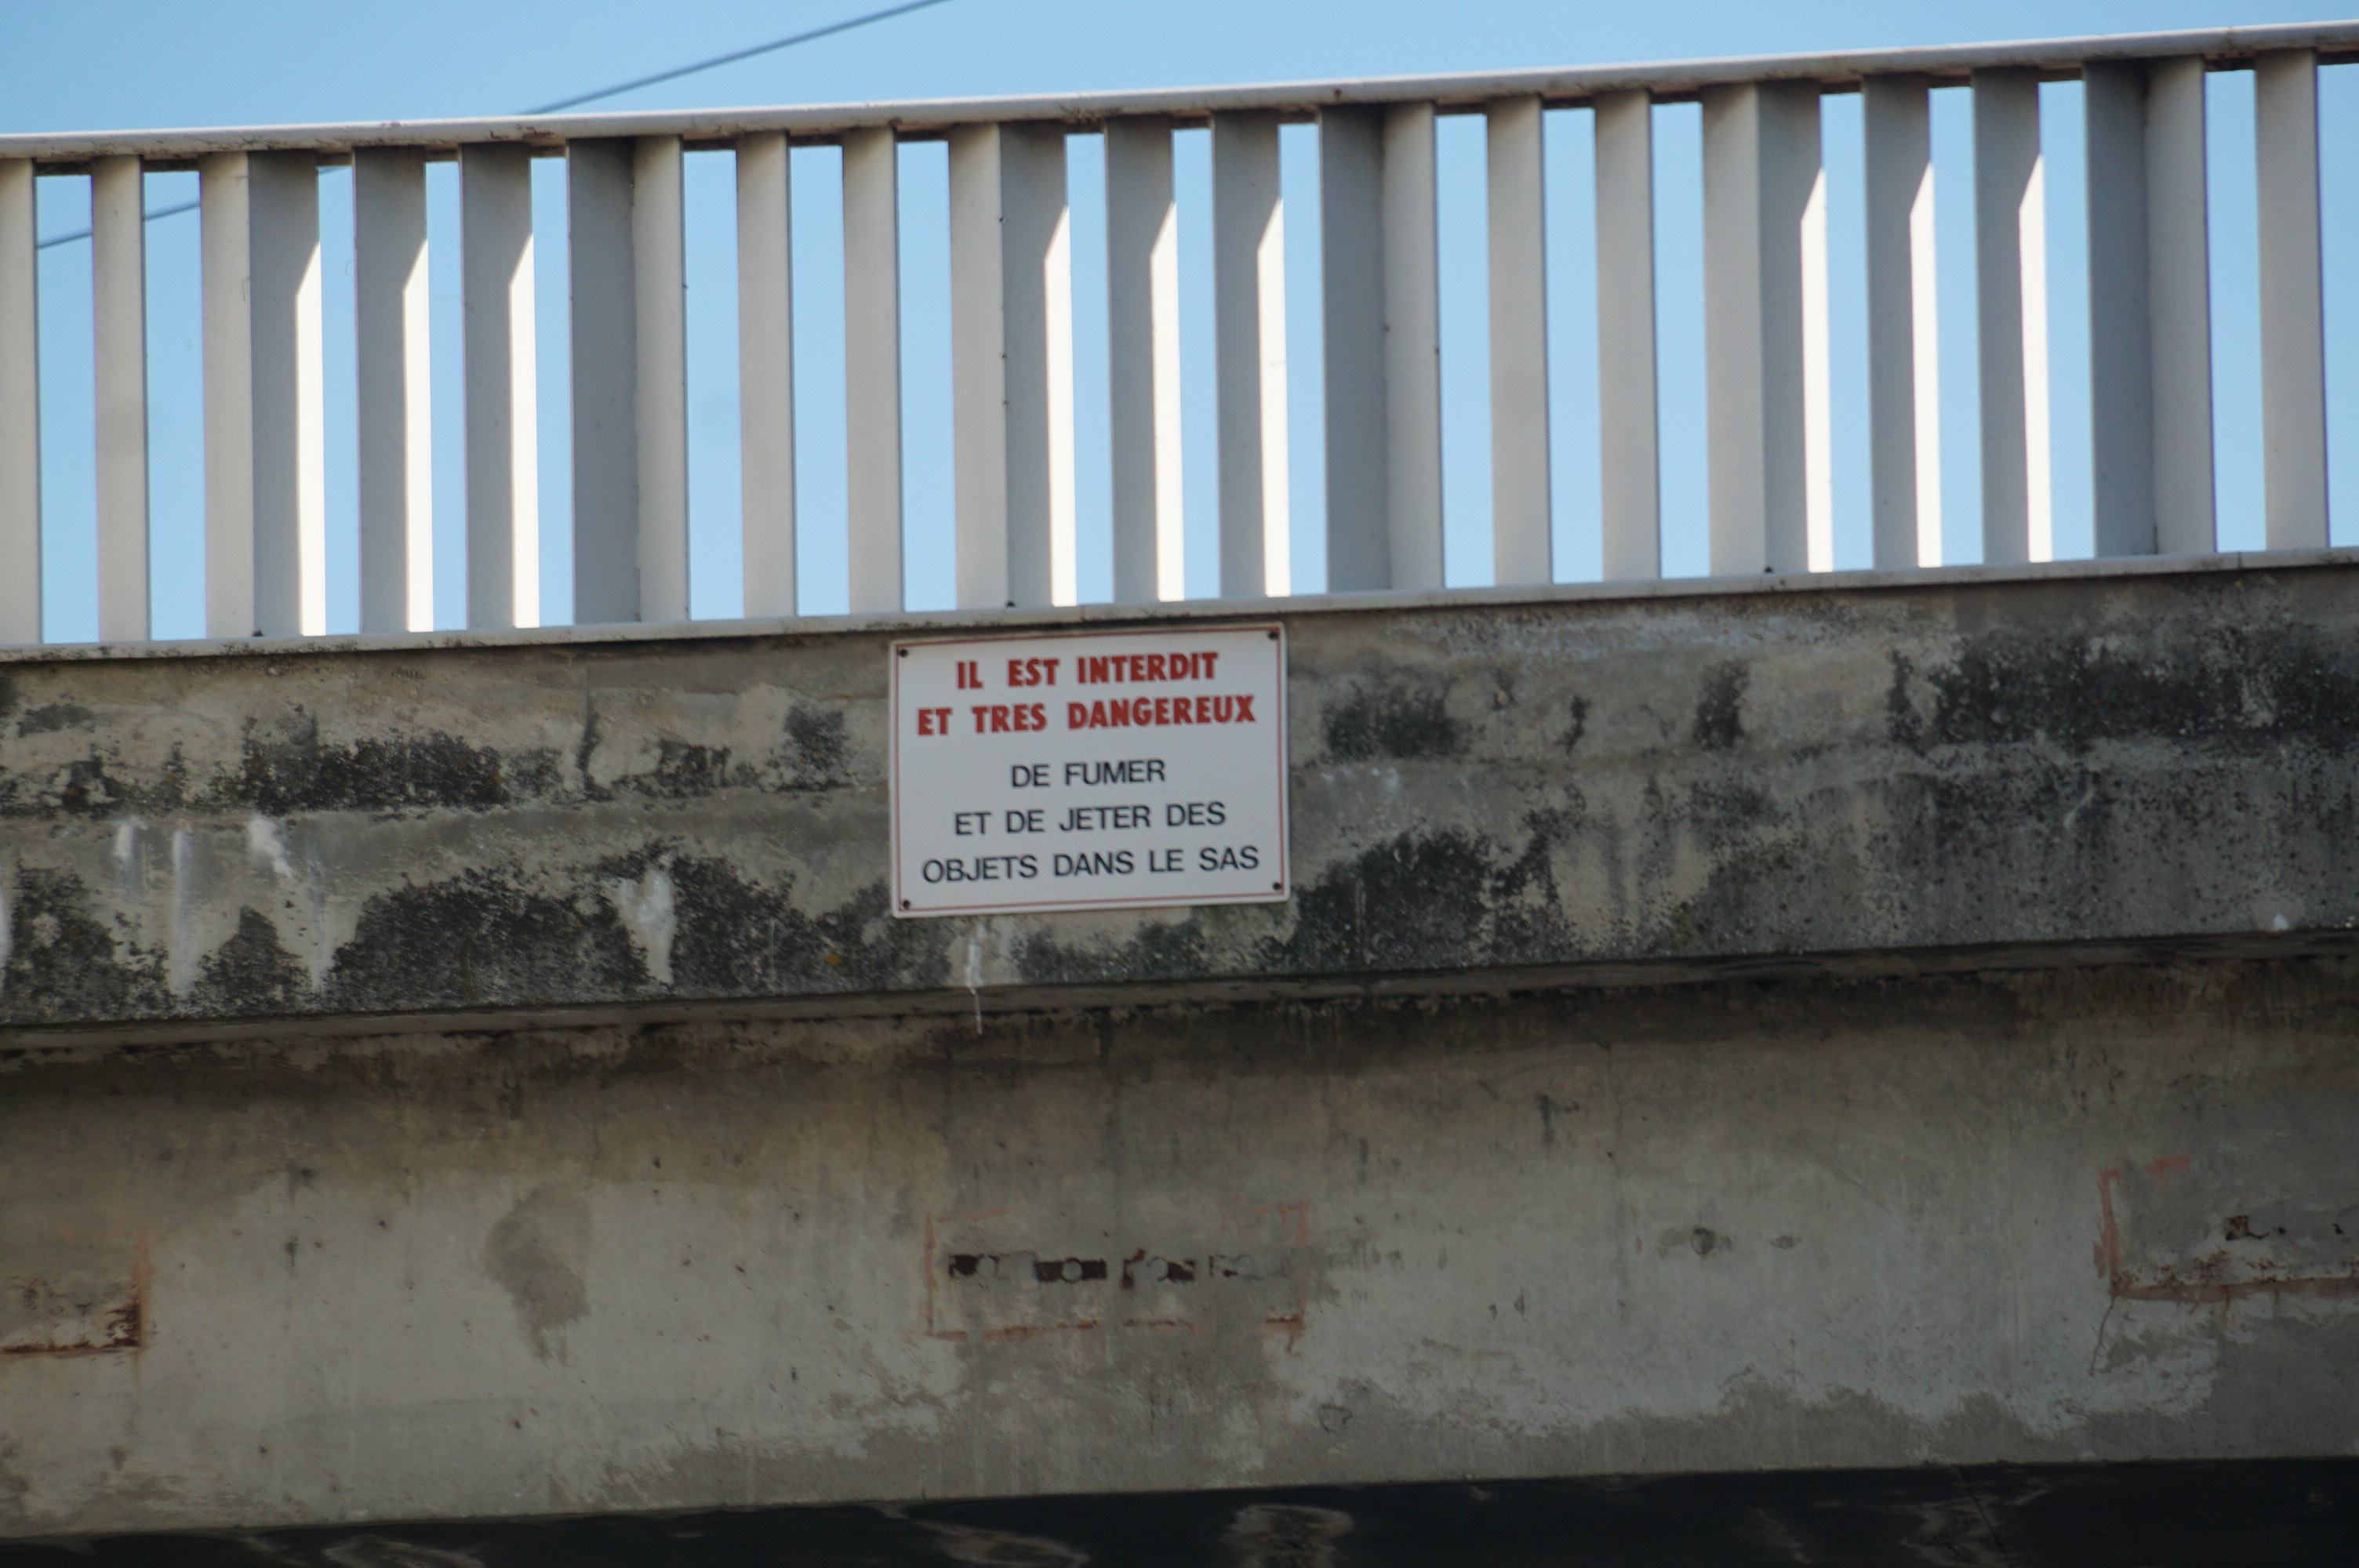 IL EST INTERDIT
ET TRES DANGEREUX
DE FUMER
ET DE JETER DES
OBJETS DANS LE SAS